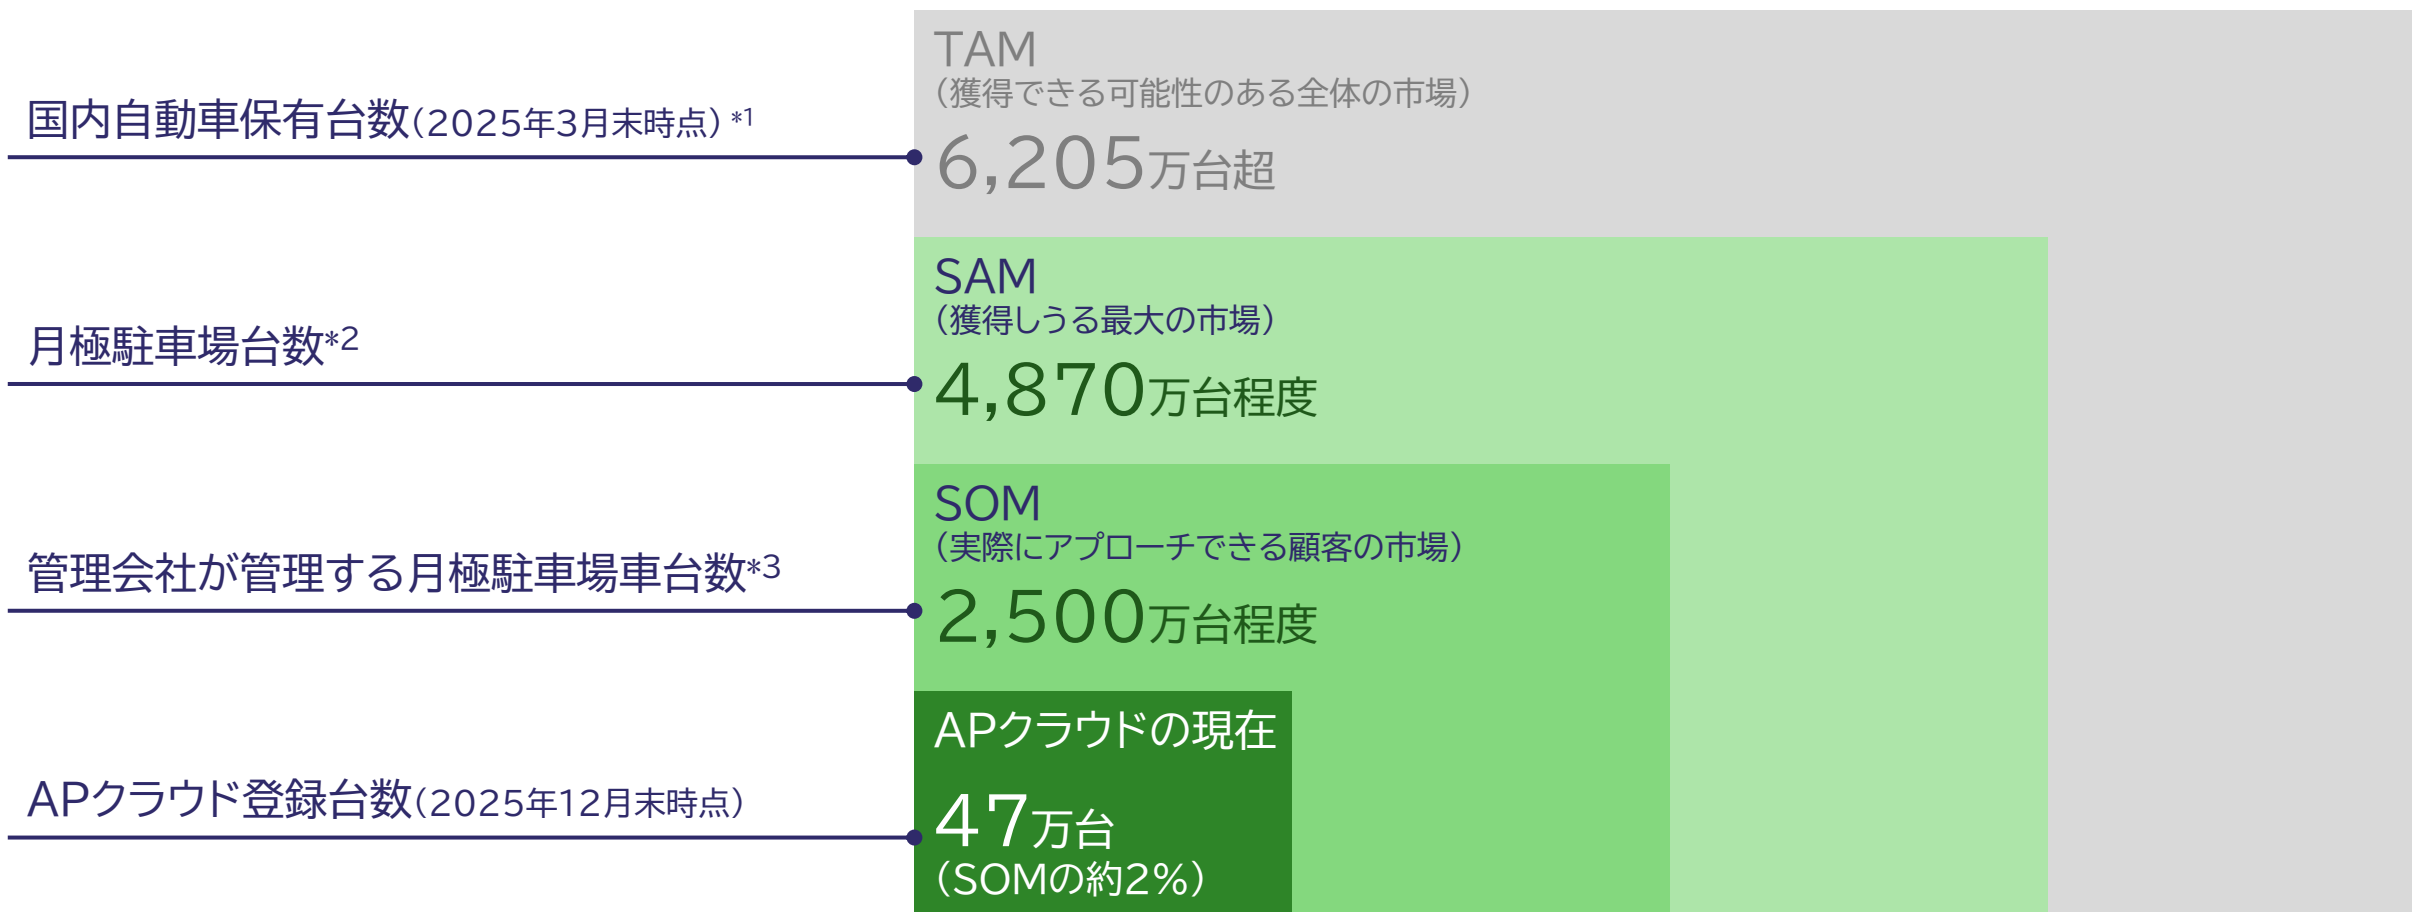 国内自動車保有台数(2025年3月末時点)*1
TAM
(獲得できる可能性のある全体の市場)
6,205万台超
月極駐車場台数*2
SAM
(獲得しうる最大の市場)
4,870万台程度
管理会社が管理する月極駐車場車台数*3
SOM
(実際にアプローチできる顧客の市場)
2,500万台程度
APクラウド登録台数(2025年12月末時点)
APクラウドの現在
47万台
(SOMの約2%)